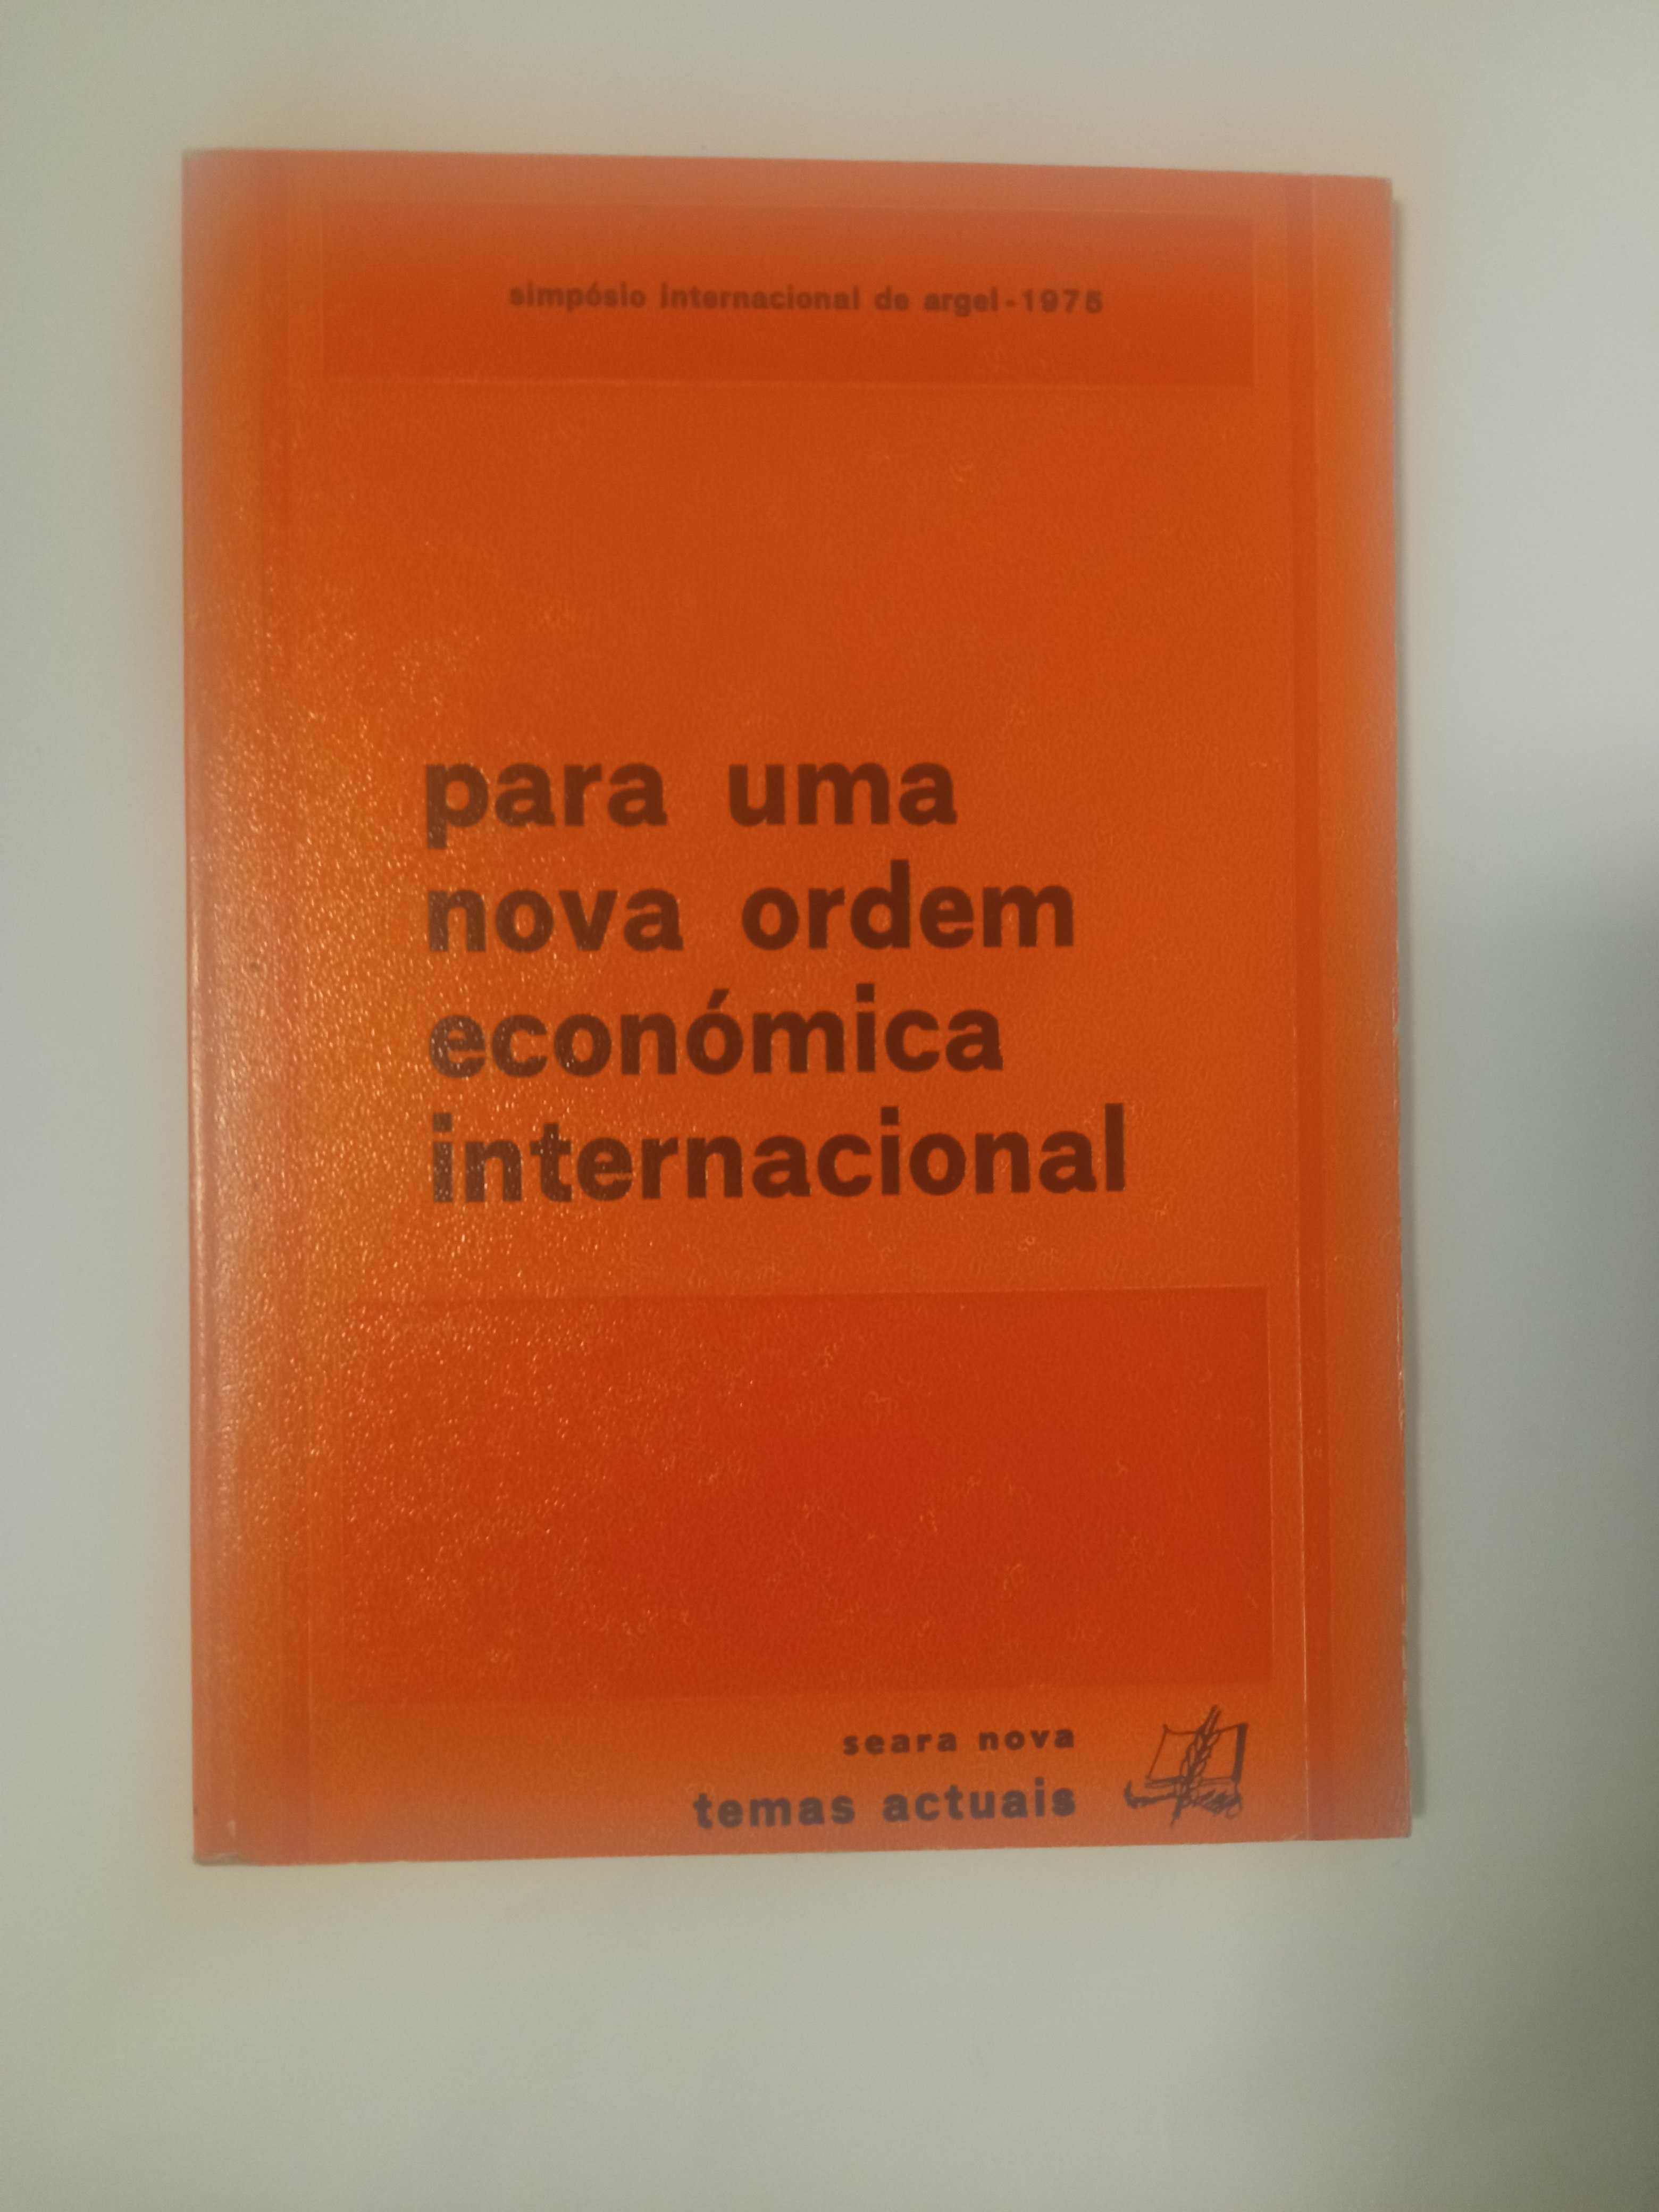 simpósio internacional de argel - 1975
para uma
nova ordem
económica
internacional
seara nova
temas actuais